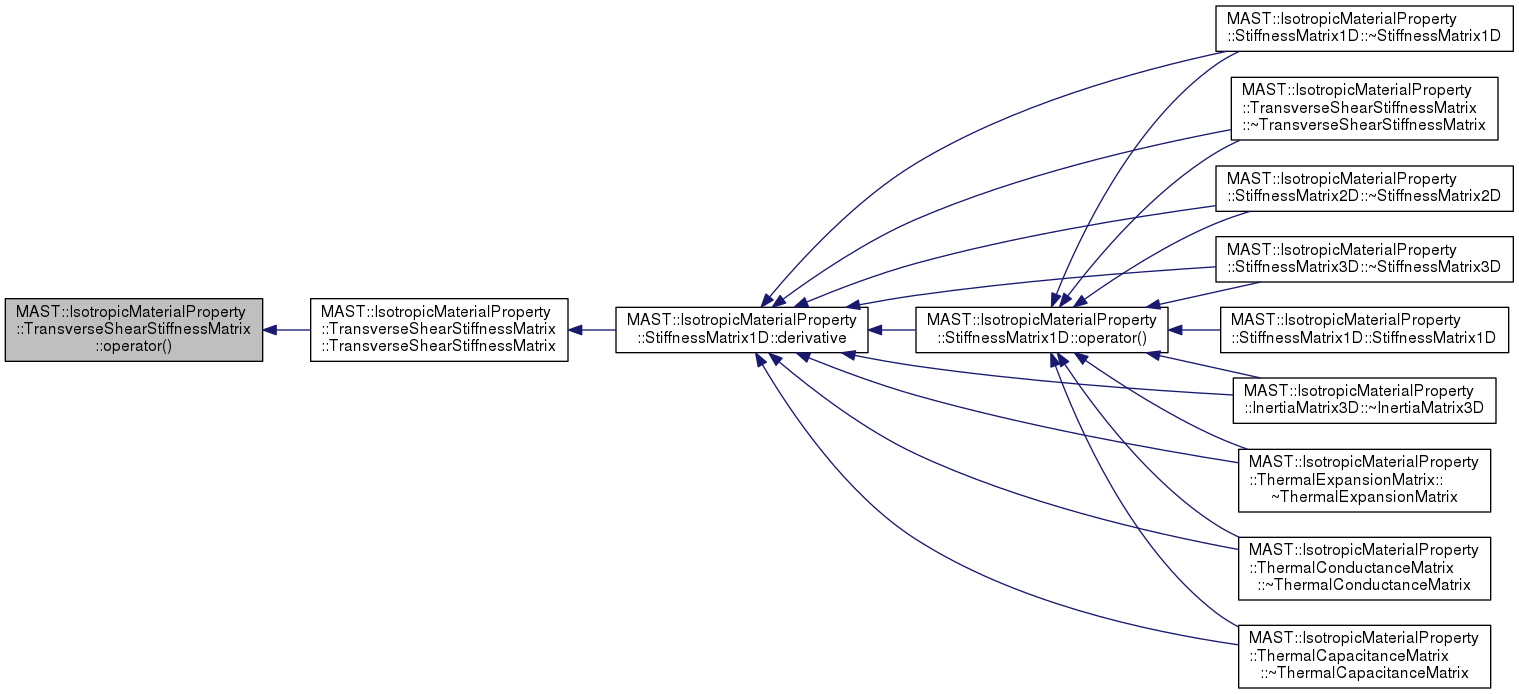 MAST::IsotropicMaterialProperty
::TransverseShearStiffnessMatrix
::operator()
MAST::IsotropicMaterialProperty
::TransverseShearStiffnessMatrix
::TransverseShearStiffnessMatrix
MAST::IsotropicMaterialProperty
::StiffnessMatrix1D::derivative
MAST::IsotropicMaterialProperty
::StiffnessMatrix1D::operator()
MAST::IsotropicMaterialProperty
::StiffnessMatrix1D::~StiffnessMatrix1D
MAST::IsotropicMaterialProperty
::TransverseShearStiffnessMatrix
::~TransverseShearStiffnessMatrix
MAST::IsotropicMaterialProperty
::StiffnessMatrix2D::~StiffnessMatrix2D
MAST::IsotropicMaterialProperty
::StiffnessMatrix3D::~StiffnessMatrix3D
MAST::IsotropicMaterialProperty
::StiffnessMatrix1D::StiffnessMatrix1D
MAST::IsotropicMaterialProperty
::InertiaMatrix3D::~InertiaMatrix3D
MAST::IsotropicMaterialProperty
::ThermalExpansionMatrix::
~ThermalExpansionMatrix
MAST::IsotropicMaterialProperty
::ThermalConductanceMatrix
::~ThermalConductanceMatrix
MAST::IsotropicMaterialProperty
::ThermalCapacitanceMatrix
::~ThermalCapacitanceMatrix